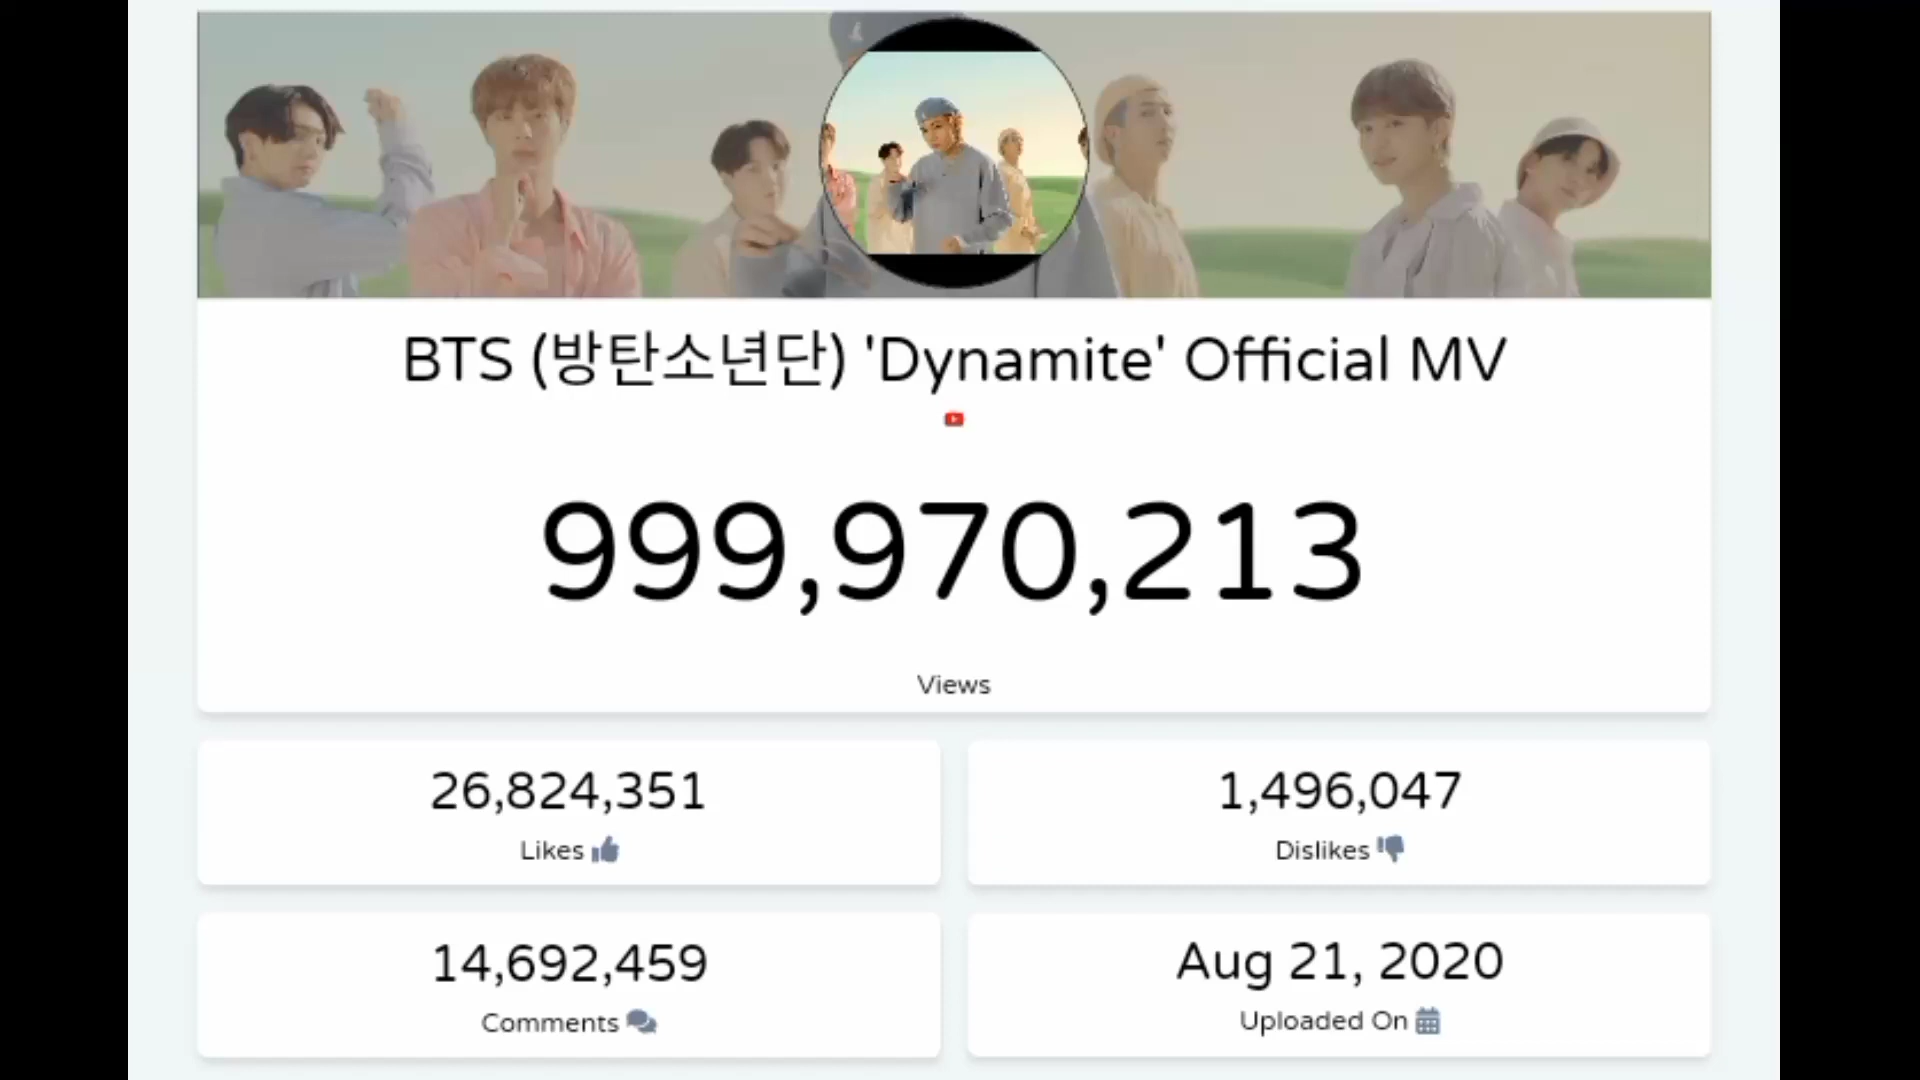 BTS (방탄소년단) 'Dynamite' Official MV
999,970,213
Views
26,824,351
Likes
1,496,047
Dislikes
14,692,459
Comments
Aug 21, 2020
Uploaded On